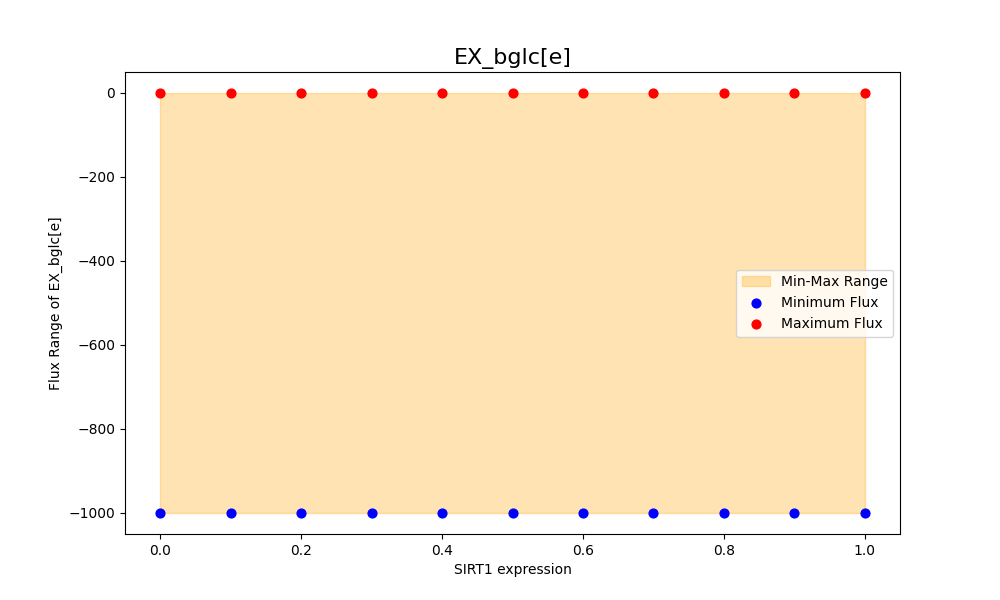 EX_bglc[e]
Flux Range of EX_bglc[e]
0
−200
−400
−600
−800
−1000
Min-Max Range
Minimum Flux
Maximum Flux
0.0 0.2 0.4 0.6 0.8 1.0
SIRT1 expression